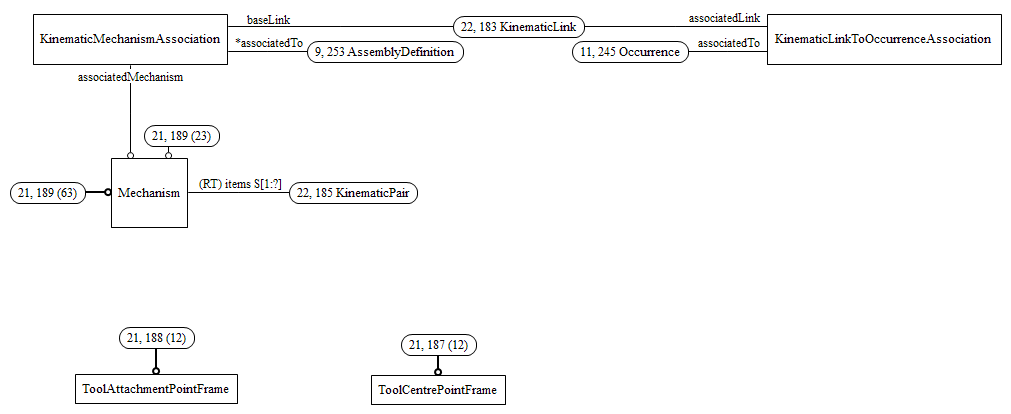 baseLink
22, 183 KinematicLink
associatedLink
KinematicMechanismAssociation
*associatedTo
9, 253 AssemblyDefinition
11, 245 Occurrence
associatedTo
KinematicLinkToOccurrenceAssociation
associatedMechanism
21, 189 (23)
21, 189 (63)
Mechanism
(RT) items S[1:?]
22, 185 KinematicPair
21, 188 (12)
21, 187 (12)
ToolAttachmentPointFrame
ToolCentrePointFrame